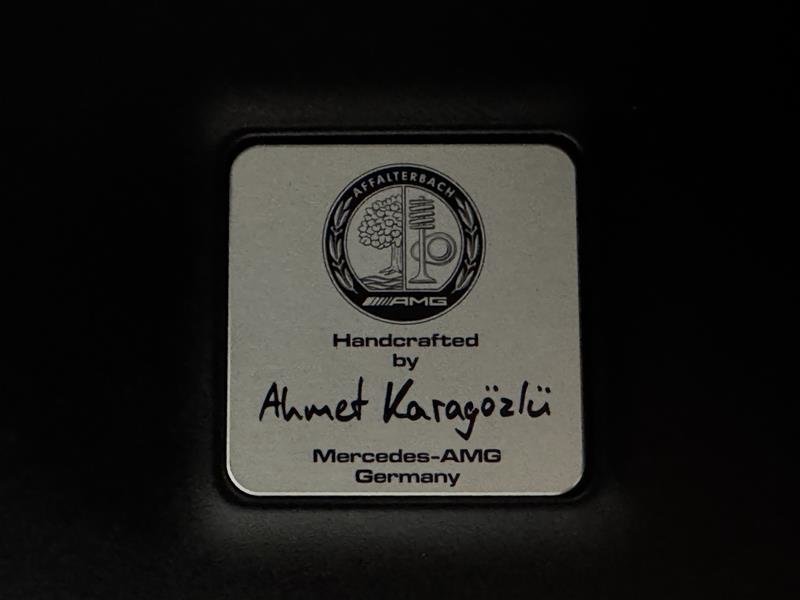 AFFALTERBACH
AMG
Handcrafted
by
Ahmet Karagözlü
Mercedes-AMG
Germany